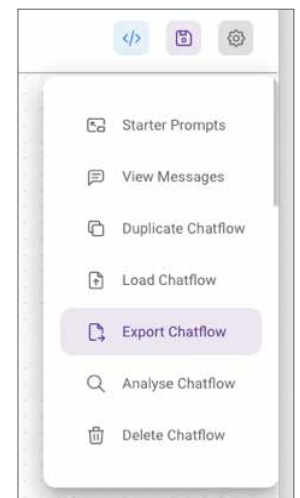 </>
Starter Prompts
View Messages
Duplicate Chatflow
Load Chatflow
Export Chatflow
Analyse Chatflow
Delete Chatflow